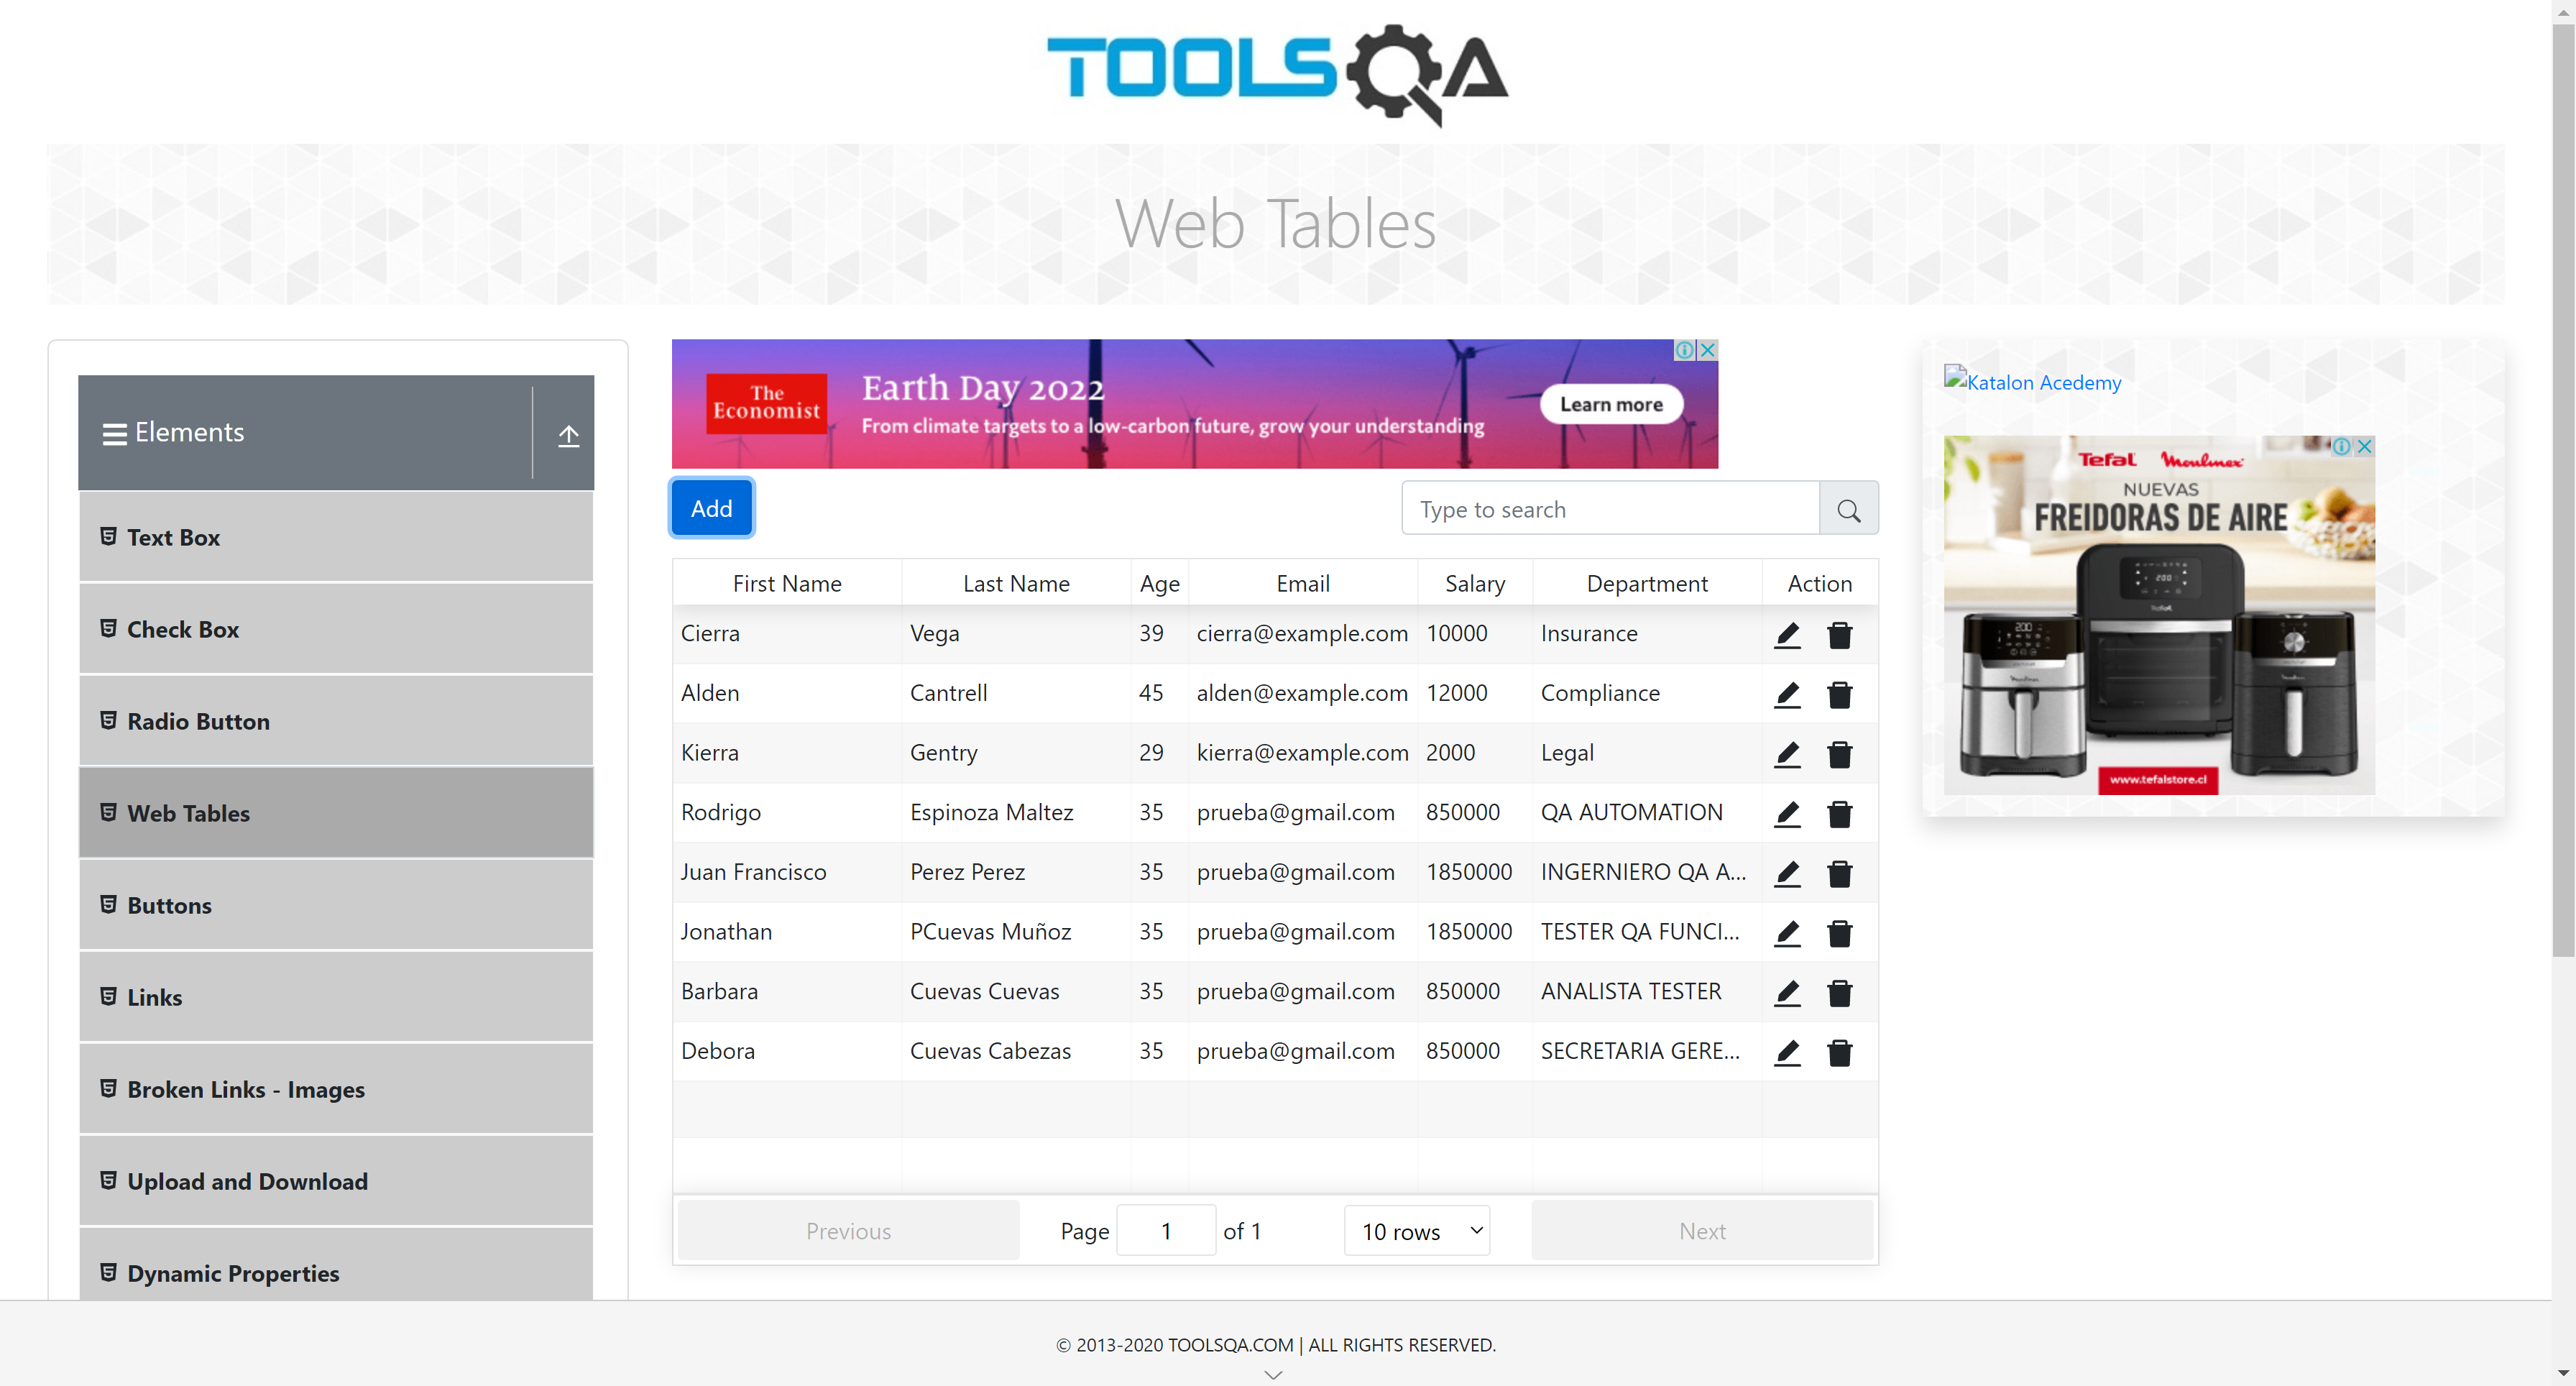 TOOLSQA
Web Tables
Elements
Text Box
Check Box
Radio Button
Web Tables
Buttons
Links
Broken Links - Images
Upload and Download
Dynamic Properties
The Economist
Earth Day 2022
From climate targets to a low-carbon future, grow your understanding
Learn more
Add
Type to search
First Name Last Name Age Email Salary Department Action
Cierra Vega 39 cierra@example.com 10000 Insurance
Alden Cantrell 45 alden@example.com 12000 Compliance
Kierra Gentry 29 kierra@example.com 2000 Legal
Rodrigo Espinoza Maltez 35 prueba@gmail.com 850000 QA AUTOMATION
Juan Francisco Perez Perez 35 prueba@gmail.com 1850000 INGERNIERO QA A...
Jonathan PCuevas Muñoz 35 prueba@gmail.com 1850000 TESTER QA FUNCI...
Barbara Cuevas Cuevas 35 prueba@gmail.com 850000 ANALISTA TESTER
Debora Cuevas Cabezas 35 prueba@gmail.com 850000 SECRETARIA GERE...
Previous Page 1 of 1 10 rows Next
Katalon Acedemy
Tefal Moulinex
NUEVAS
FREIDORAS DE AIRE
200
200
Tefal
www.tefalstore.cl
© 2013-2020 TOOLSQA.COM | ALL RIGHTS RESERVED.